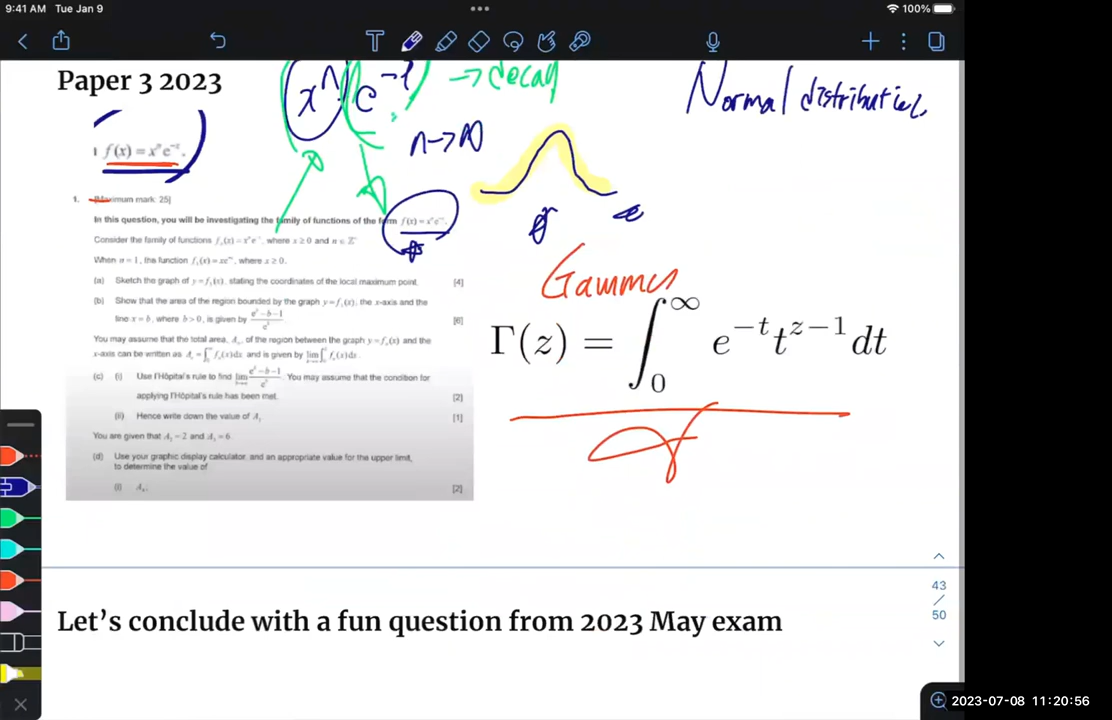 9:41 AM Tue Jan 9
100%
Paper 3 2023
(xⁿ)(e⁻¹) → decay
Normal distribution
n→∞
1 f(x) = xⁿe⁻ˣ.
1. [Maximum mark: 25]
In this question, you will be investigating the family of functions of the form f(x) = xⁿe⁻ˣ.
Consider the family of functions fₙ(x) = xⁿe⁻ˣ, where x ≥ 0 and n ∈ ℤ⁺
When n = 1, the function f₁(x) = xe⁻ˣ, where x ≥ 0.
(a) Sketch the graph of y = f₁(x), stating the coordinates of the local maximum point. [4]
(b) Show that the area of the region bounded by the graph y = f₁(x), the x-axis and the
line x = b, where b > 0, is given by (eᵇ − b − 1)/eᵇ [6]
You may assume that the total area, Aₙ, of the region between the graph y = fₙ(x) and the
x-axis can be written as Aₙ = ∫₀^∞ fₙ(x)dx and is given by lim b→∞ ∫₀ᵇ fₙ(x)dx
(c) (i) Use l'Hôpital's rule to find lim b→∞ (eᵇ − b − 1)/eᵇ. You may assume that the condition for
applying l'Hôpital's rule has been met. [2]
(ii) Hence write down the value of A₁ [1]
You are given that A₂ = 2 and A₃ = 6.
(d) Use your graphic display calculator, and an appropriate value for the upper limit,
to determine the value of
(i) A₄; [2]
Gamma
Γ(z) = ∫₀^∞ e⁻ᵗtᶻ⁻¹dt
43
/
50
Let's conclude with a fun question from 2023 May exam
2023-07-08 11:20:56